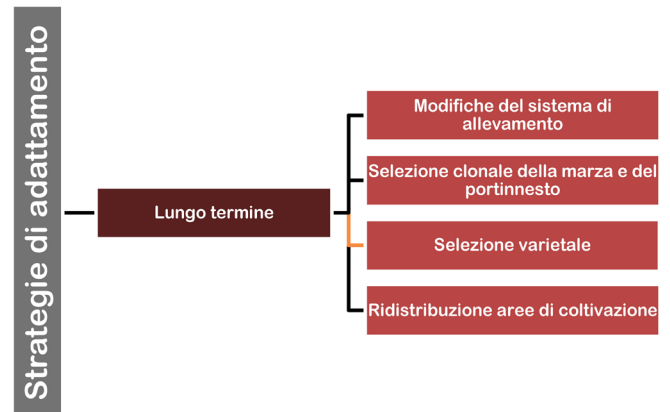 Strategie di adattamento
Lungo termine
Modifiche del sistema di
allevamento
Selezione clonale della marza e del
portinnesto
Selezione varietale
Ridistribuzione aree di coltivazione